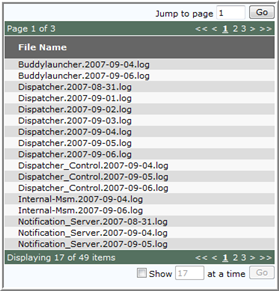 Jump to page 1 Go
Page 1 of 3 << < 1 2 3 > >>
File Name
Buddylauncher.2007-09-04.log
Buddylauncher.2007-09-06.log
Dispatcher.2007-08-31.log
Dispatcher.2007-09-01.log
Dispatcher.2007-09-02.log
Dispatcher.2007-09-03.log
Dispatcher.2007-09-04.log
Dispatcher.2007-09-05.log
Dispatcher.2007-09-06.log
Dispatcher_Control.2007-09-04.log
Dispatcher_Control.2007-09-05.log
Dispatcher_Control.2007-09-06.log
Internal-Msm.2007-09-04.log
Internal-Msm.2007-09-06.log
Notification_Server.2007-08-31.log
Notification_Server.2007-09-04.log
Notification_Server.2007-09-05.log
Displaying 17 of 49 items << < 1 2 3 > >>
Show 17 at a time Go